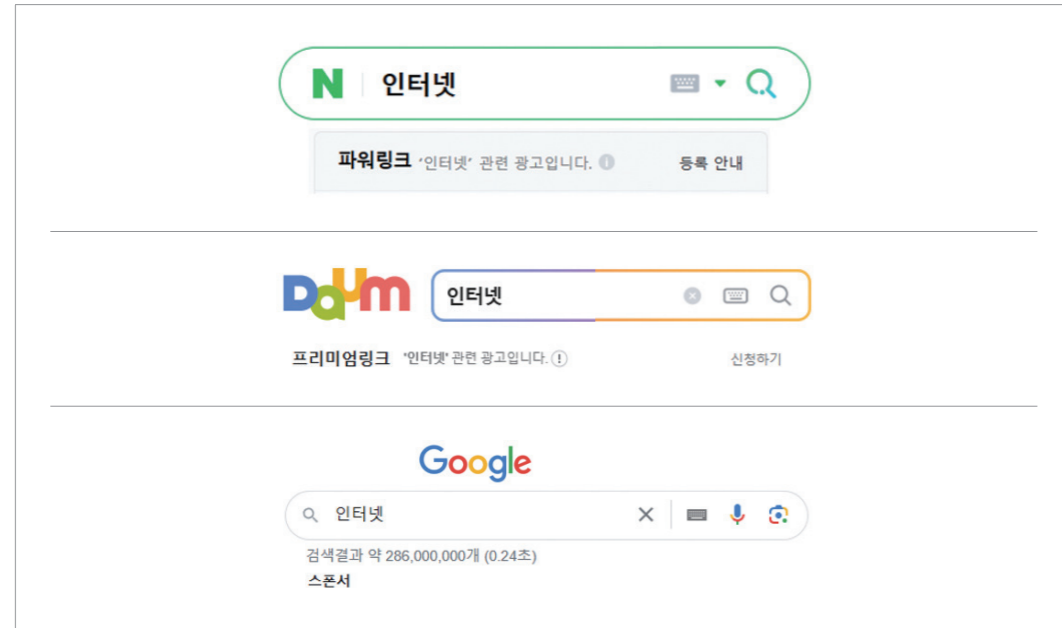 N 인터넷
파워링크 '인터넷' 관련 광고입니다. 등록 안내
Daum 인터넷
프리미엄링크 '인터넷' 관련 광고입니다. 신청하기
Google
인터넷
검색결과 약 286,000,000개 (0.24초)
스폰서